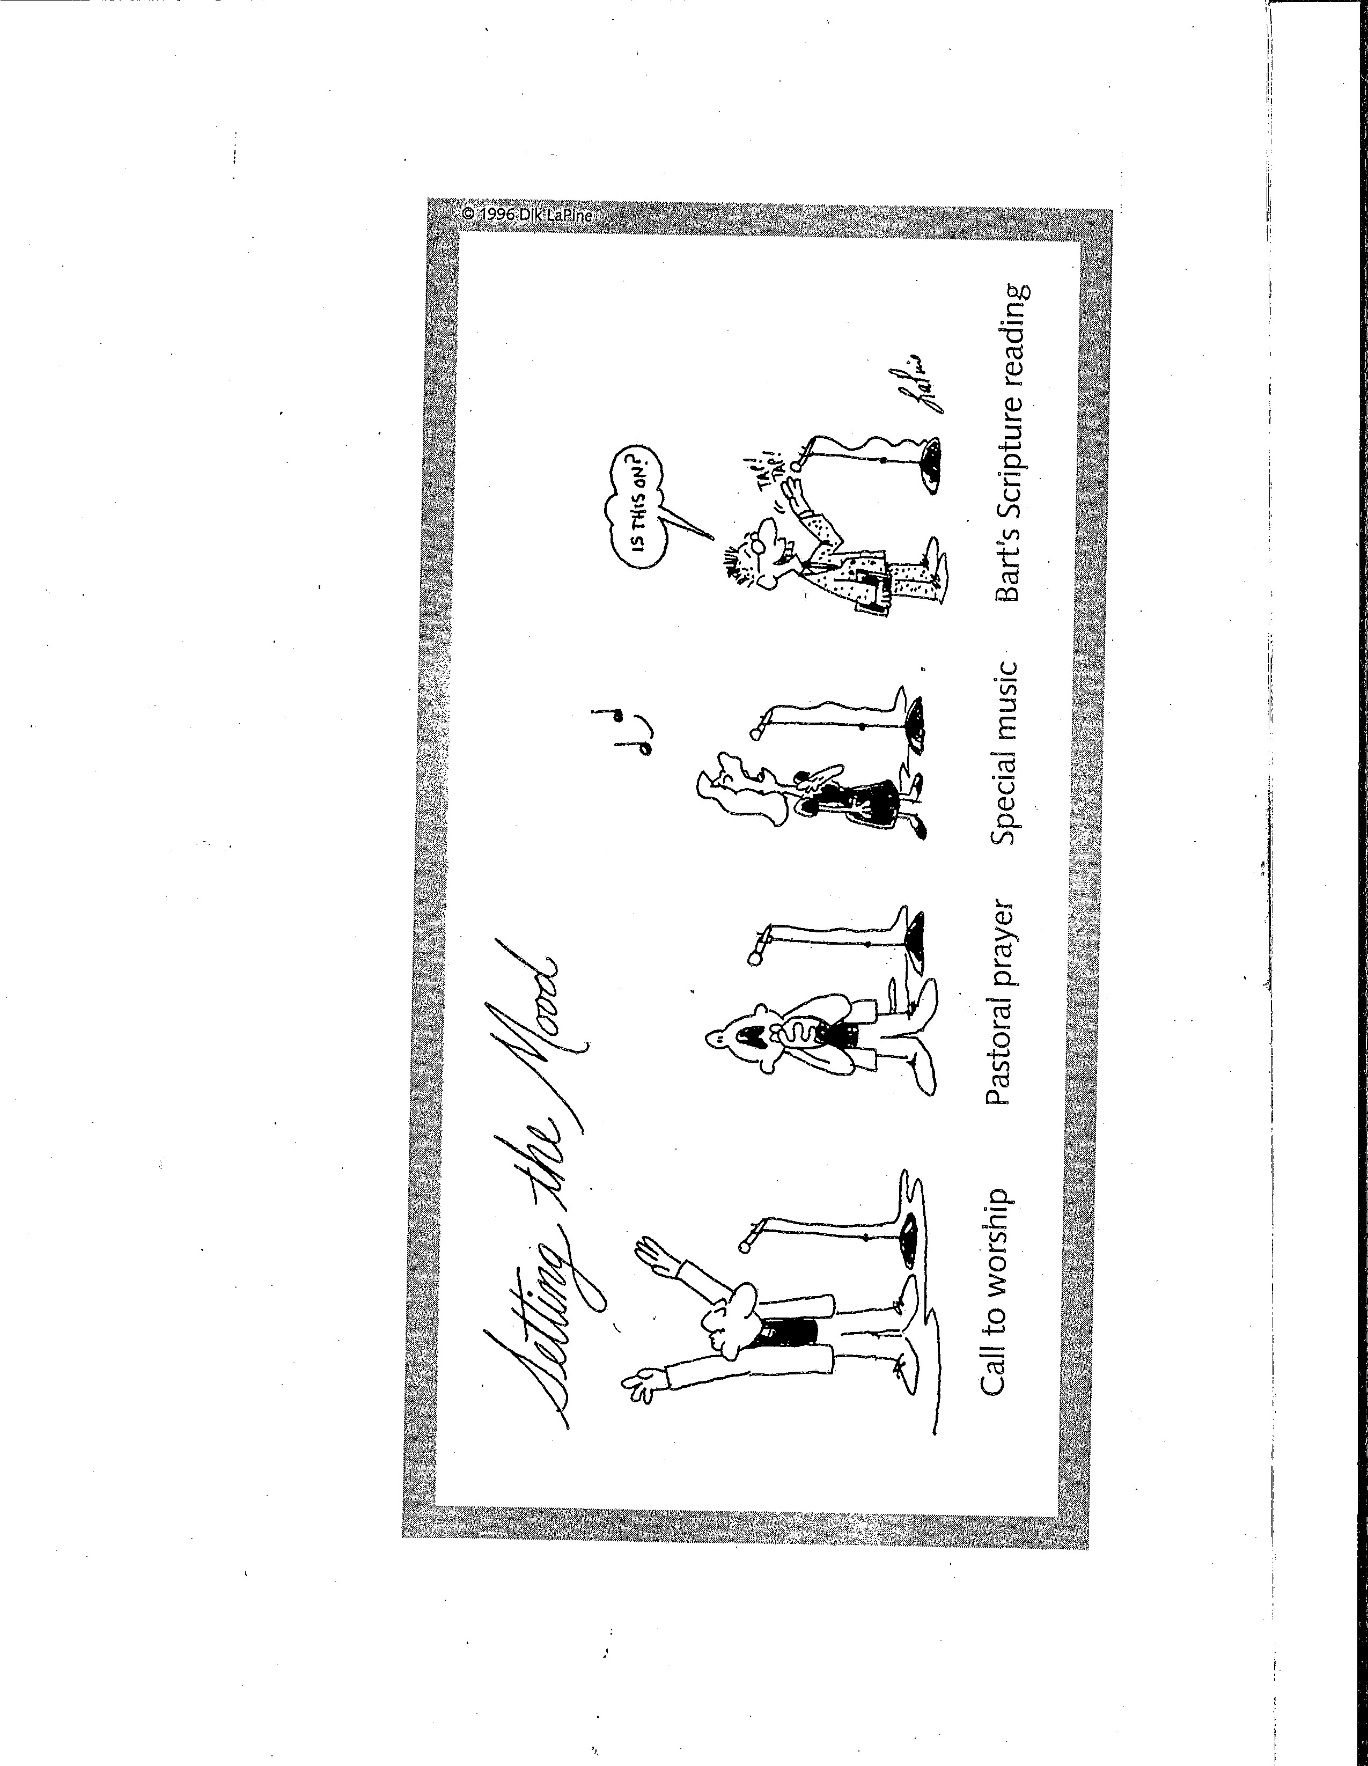 Setting the Mood
IS THIS ON?
TAP!
TAP!
LaPine
Call to worship
Pastoral prayer
Special music
Bart's Scripture reading
© 1996 Dik LaPine